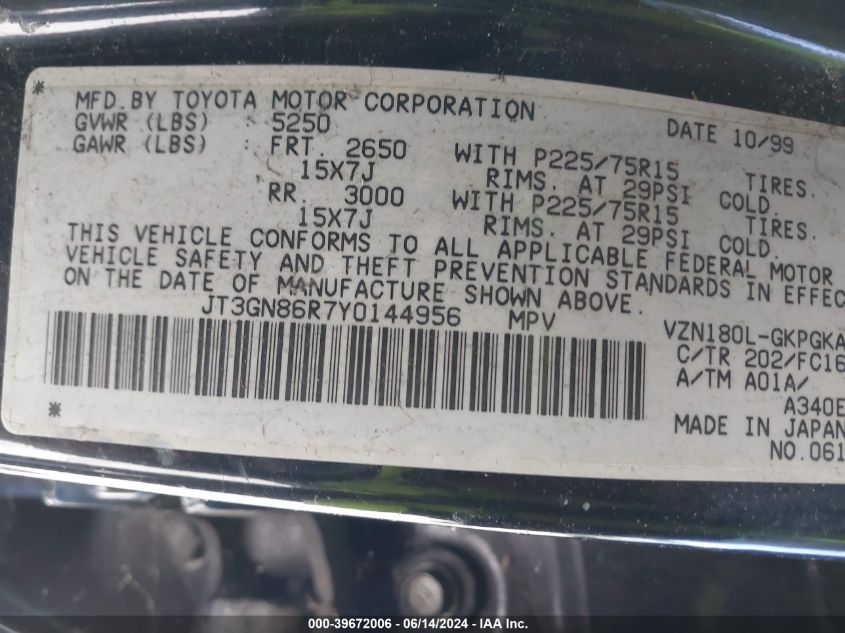 MFD.BY TOYOTA MOTOR CORPORATION DATE 10/99
GVWR (LBS) : 5250
GAWR (LBS) : FRT. 2650 WITH P225/75R15 TIRES.
15X7J RIMS. AT 29PSI COLD.
RR. 3000 WITH P225/75R15 TIRES.
15X7J RIMS. AT 29PSI COLD.
THIS VEHICLE CONFORMS TO ALL APPLICABLE FEDERAL MOTOR
VEHICLE SAFETY AND THEFT PREVENTION STANDARDS IN EFFEC
ON THE DATE OF MANUFACTURE SHOWN ABOVE.
JT3GN86R7Y0144956 MPV
VZN180L-GKPGKA
C/TR 202/FC16
A/TM A01A/
A340E
MADE IN JAPAN
NO.061
000-39672006 - 06/14/2024 - IAA Inc.